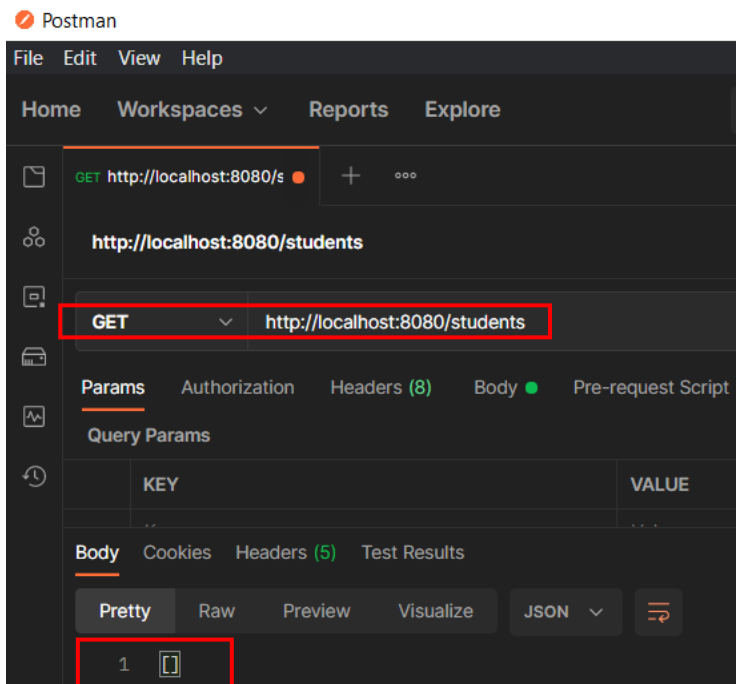 Postman
File Edit View Help
Home Workspaces Reports Explore
GET http://localhost:8080/s
http://localhost:8080/students
GET http://localhost:8080/students
Params Authorization Headers (8) Body Pre-request Script
Query Params
KEY VALUE
Body Cookies Headers (5) Test Results
Pretty Raw Preview Visualize JSON
1 []